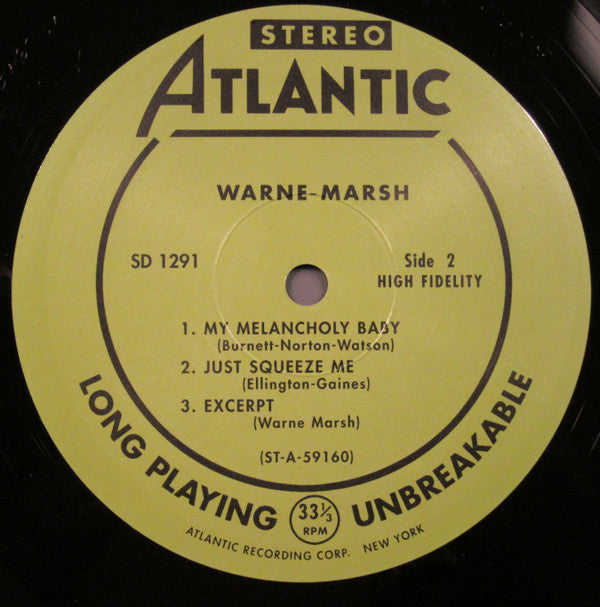 STEREO
ATLANTIC
WARNE-MARSH
SD 1291
Side 2
HIGH FIDELITY
1. MY MELANCHOLY BABY
(Burnett-Norton-Watson)
2. JUST SQUEEZE ME
(Ellington-Gaines)
3. EXCERPT
(Warne Marsh)
(ST-A-59160)
LONG PLAYING 33⅓ RPM UNBREAKABLE
ATLANTIC RECORDING CORP. NEW YORK